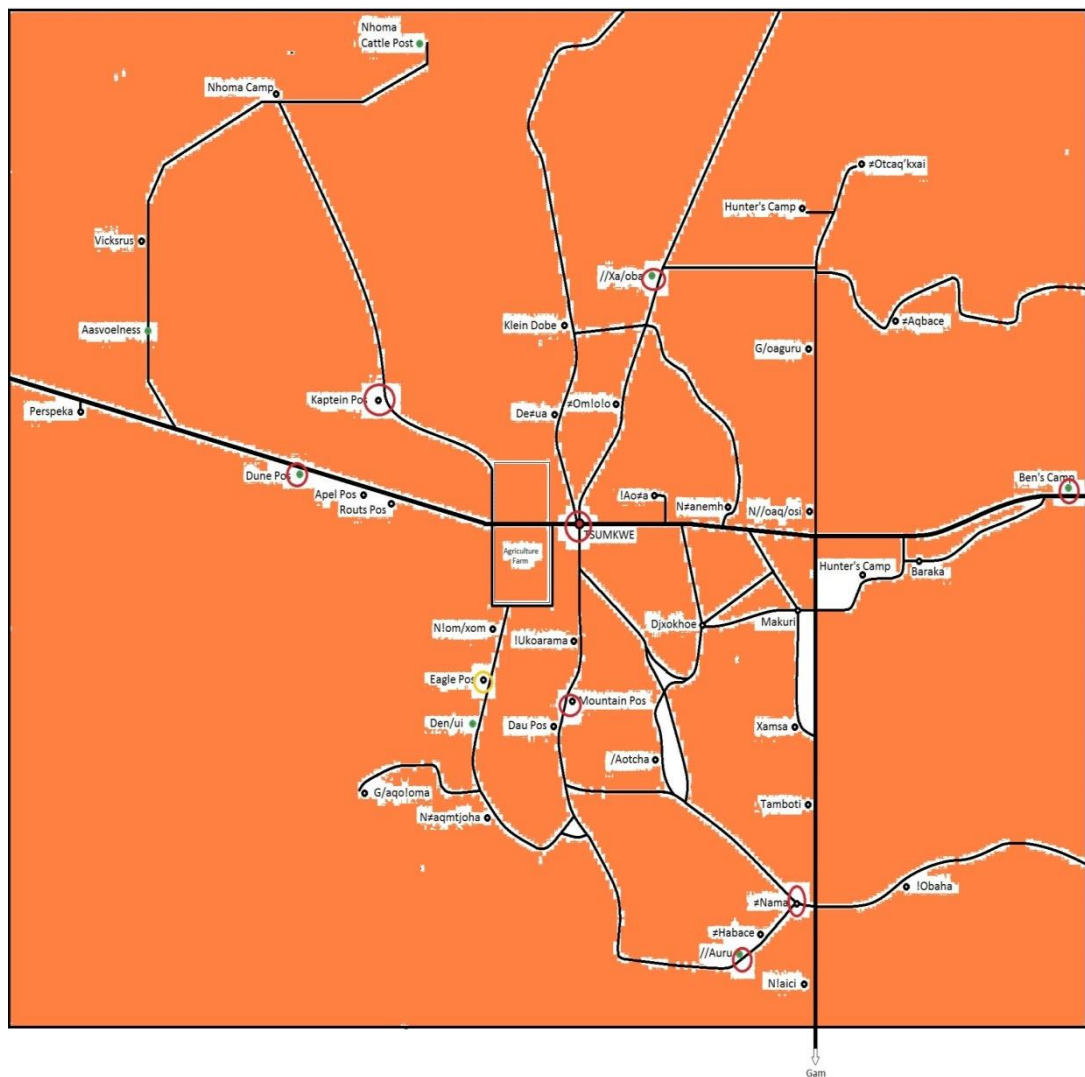 Nhoma
Cattle Post
Nhoma Camp
≠Otcaq'kxai
Hunter's Camp
Vicksrus
//Xa/oba
Aasvoelness
Klein Dobe
≠Aqbace
G/oaguru
Kaptein Pos
Perspeka
De≠ua
≠Om!o!o
Dune Pos
Apel Pos
Routs Pos
!Ao≠a
N≠anemh
N//oaq/osi
Ben's Camp
TSUMKWE
Agriculture
Farm
Hunter's Camp
Baraka
N!om/xom
!Ukoarama
Djxokhoe
Makuri
Eagle Pos
Mountain Pos
Den/ui
Dau Pos
Xamsa
/Aotcha
G/aqo!oma
N≠aqmtjoha
Tamboti
!Obaha
≠Nama
≠Habace
//Auru
N!aici
Gam